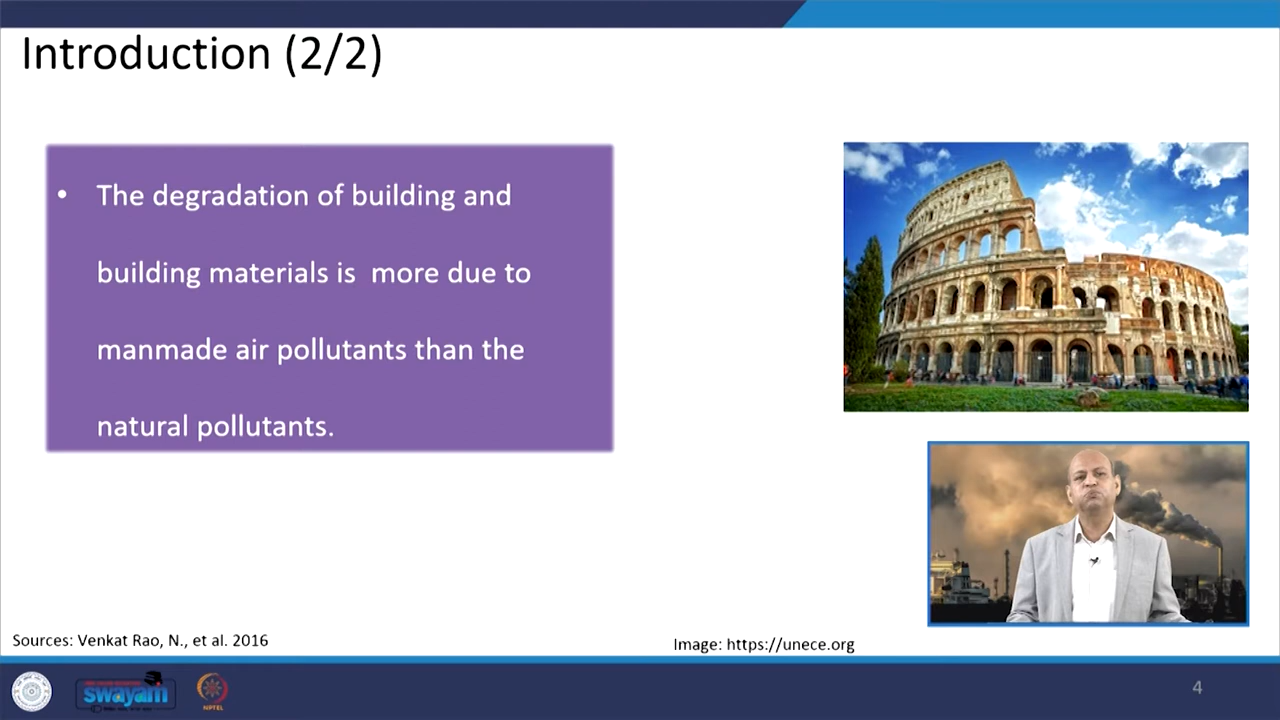 Introduction (2/2)
• The degradation of building and
building materials is more due to
manmade air pollutants than the
natural pollutants.
Sources: Venkat Rao, N., et al. 2016
Image: https://unece.org
swayam
NPTEL
4